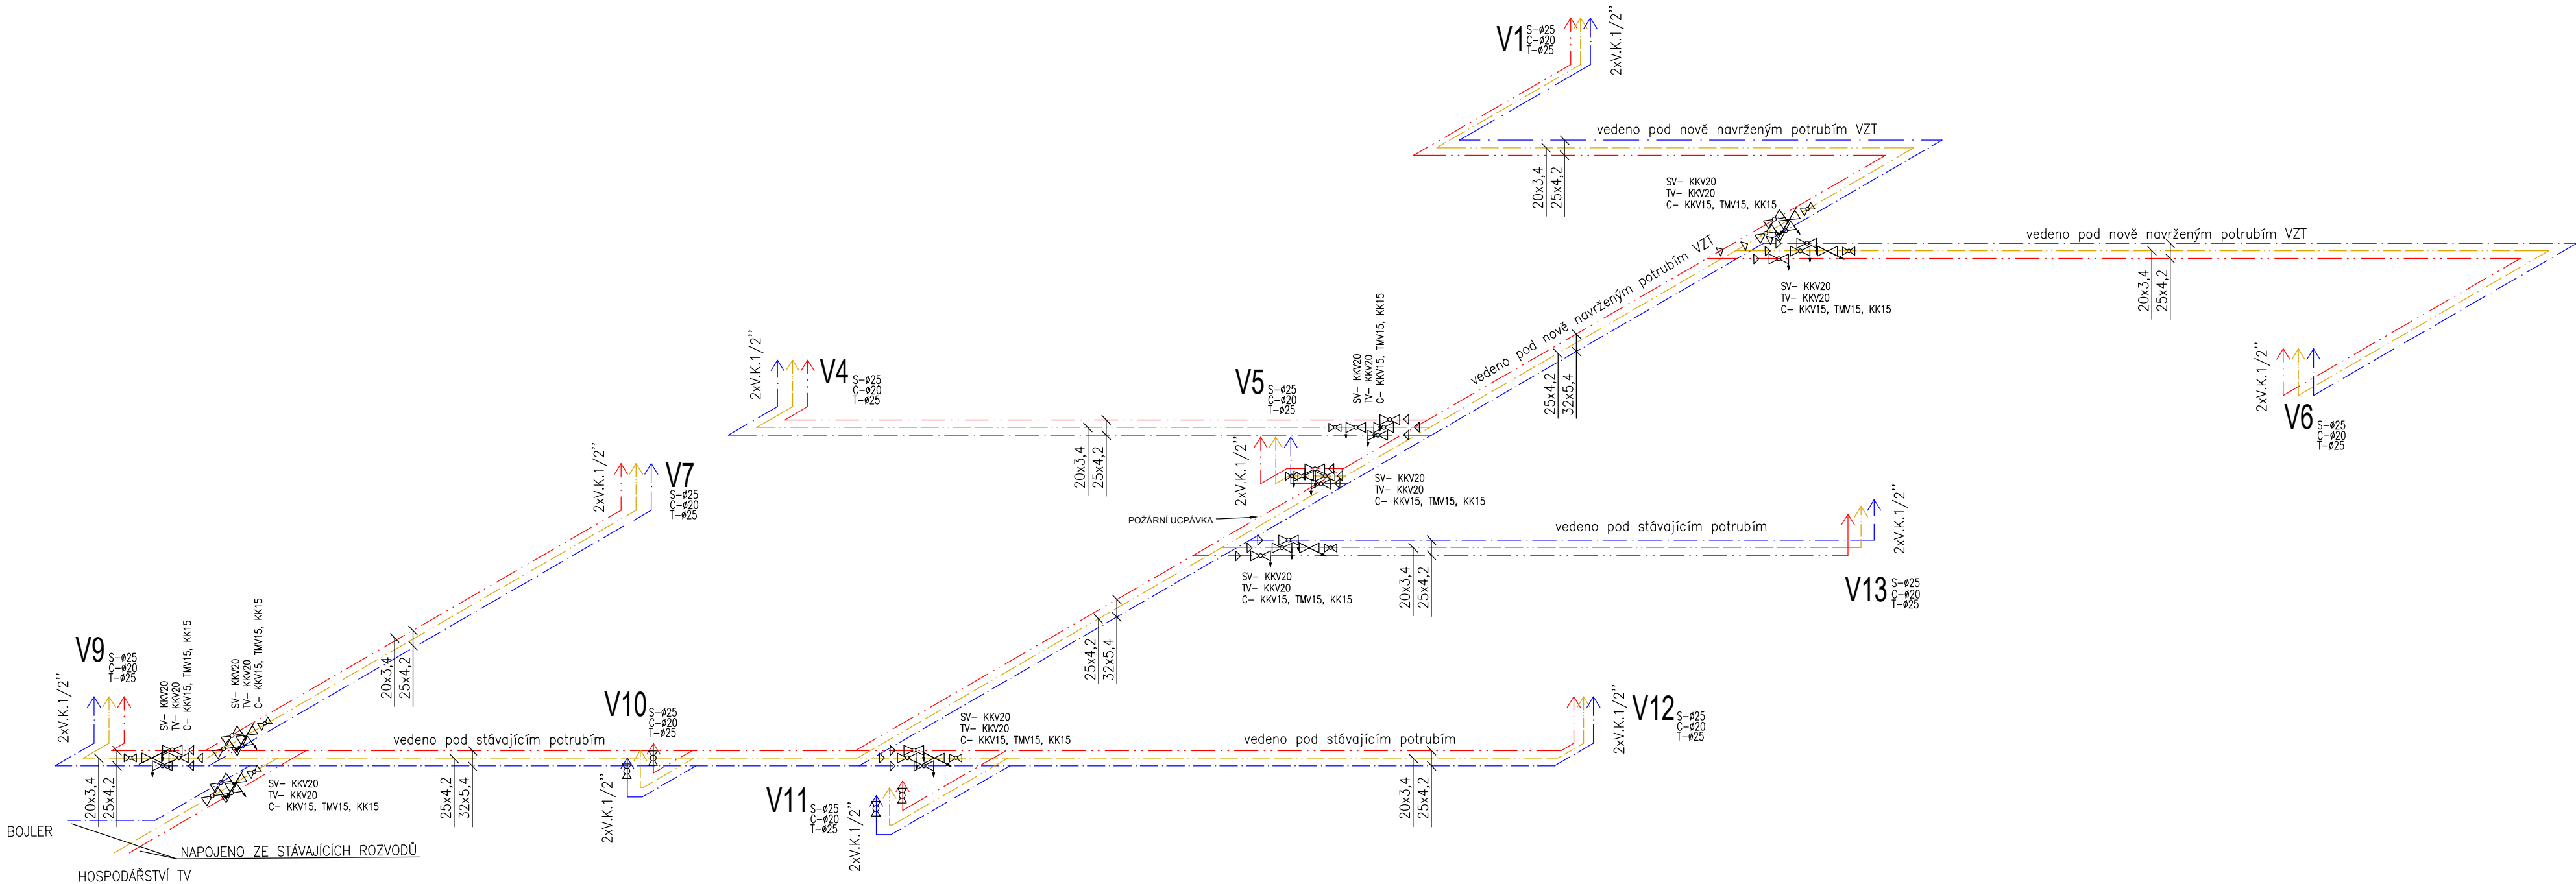 V1
S-ø25
C-ø20
T-ø25
2xV.K.1/2"
vedeno pod nově navrženým potrubím VZT
20x3,4
25x4,2
SV- KKV20
TV- KKV20
C- KKV15, TMV15, KK15
vedeno pod nově navrženým potrubím VZT
20x3,4
25x4,2
SV- KKV20
TV- KKV20
C- KKV15, TMV15, KK15
vedeno pod nově navrženým potrubím VZT
25x4,2
32x5,4
2xV.K.1/2"
V6
S-ø25
C-ø20
T-ø25
2xV.K.1/2"
V4
S-ø25
C-ø20
T-ø25
20x3,4
25x4,2
V5
S-ø25
C-ø20
T-ø25
SV- KKV20
TV- KKV20
C- KKV15, TMV15, KK15
2xV.K.1/2"
SV- KKV20
TV- KKV20
C- KKV15, TMV15, KK15
POŽÁRNÍ UCPÁVKA
2xV.K.1/2"
V7
S-ø25
C-ø20
T-ø25
vedeno pod stávajícím potrubím
2xV.K.1/2"
20x3,4
25x4,2
SV- KKV20
TV- KKV20
C- KKV15, TMV15, KK15
V13
S-ø25
C-ø20
T-ø25
20x3,4
25x4,2
25x4,2
32x5,4
V9
S-ø25
C-ø20
T-ø25
2xV.K.1/2"
SV- KKV20
TV- KKV20
C- KKV15, TMV15, KK15
SV- KKV20
TV- KKV20
C- KKV15, TMV15, KK15
V10
S-ø25
C-ø20
T-ø25
vedeno pod stávajícím potrubím
SV- KKV20
TV- KKV20
C- KKV15, TMV15, KK15
vedeno pod stávajícím potrubím
2xV.K.1/2"
V12
S-ø25
C-ø20
T-ø25
20x3,4
25x4,2
SV- KKV20
TV- KKV20
C- KKV15, TMV15, KK15
25x4,2
32x5,4
2xV.K.1/2"
V11
S-ø25
C-ø20
T-ø25
2xV.K.1/2"
20x3,4
25x4,2
BOJLER
NAPOJENO ZE STÁVAJÍCÍCH ROZVODŮ
HOSPODÁŘSTVÍ TV